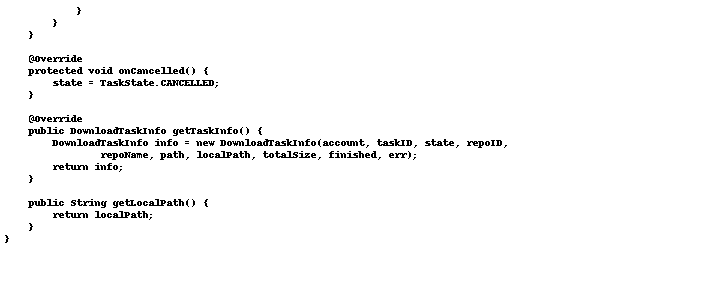 }
        }
    }

    @Override
    protected void onCancelled() {
        state = TaskState.CANCELLED;
    }

    @Override
    public DownloadTaskInfo getTaskInfo() {
        DownloadTaskInfo info = new DownloadTaskInfo(account, taskID, state, repoID,
                repoName, path, localPath, totalSize, finished, err);
        return info;
    }

    public String getLocalPath() {
        return localPath;
    }
}